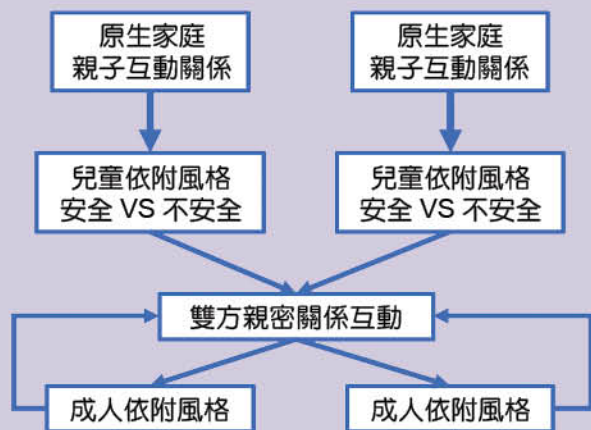 原生家庭
親子互動關係
原生家庭
親子互動關係
兒童依附風格
安全 VS 不安全
兒童依附風格
安全 VS 不安全
雙方親密關係互動
成人依附風格
成人依附風格